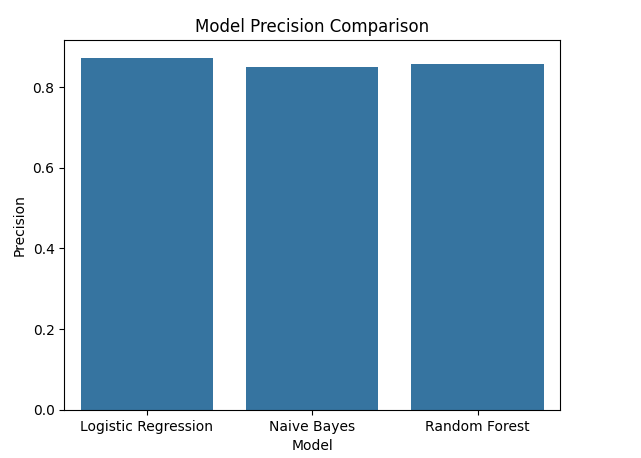 Model Precision Comparison
0.8
0.6
0.4
0.2
0.0
Precision
Logistic Regression
Naive Bayes
Random Forest
Model